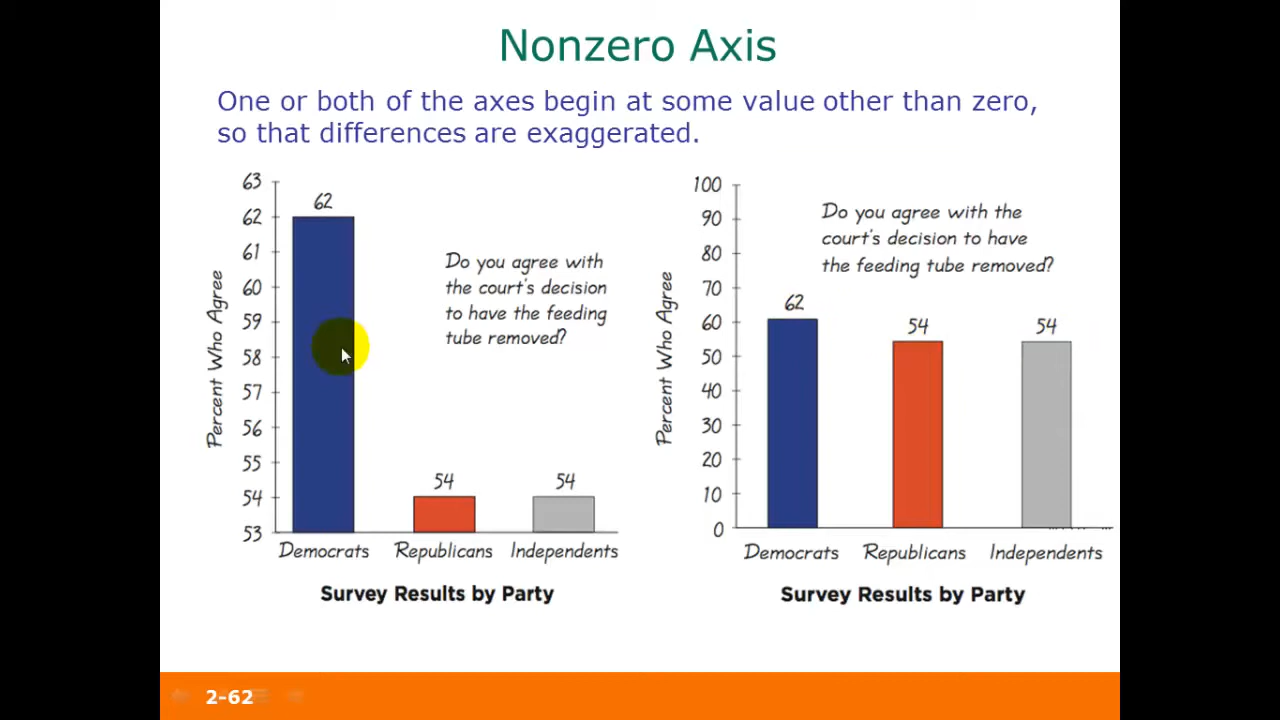 Nonzero Axis
One or both of the axes begin at some value other than zero,
so that differences are exaggerated.
63
62
61
60
59
58
57
56
55
54
53
Percent Who Agree
62
54
54
Do you agree with
the court's decision
to have the feeding
tube removed?
Democrats Republicans Independents
Survey Results by Party
100
90
80
70
60
50
40
30
20
10
0
Percent Who Agree
62
54
54
Do you agree with the
court's decision to have
the feeding tube removed?
Democrats Republicans Independents
Survey Results by Party
2-62